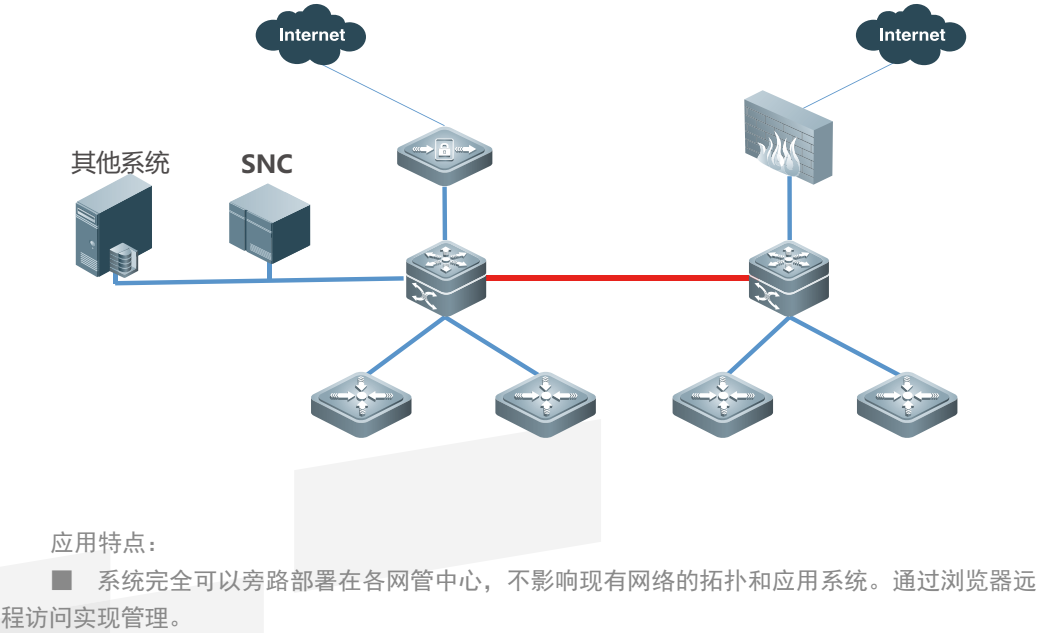 Internet
Internet
其他系统
SNC
应用特点：
■ 系统完全可以旁路部署在各网管中心，不影响现有网络的拓扑和应用系统。通过浏览器远
程访问实现管理。